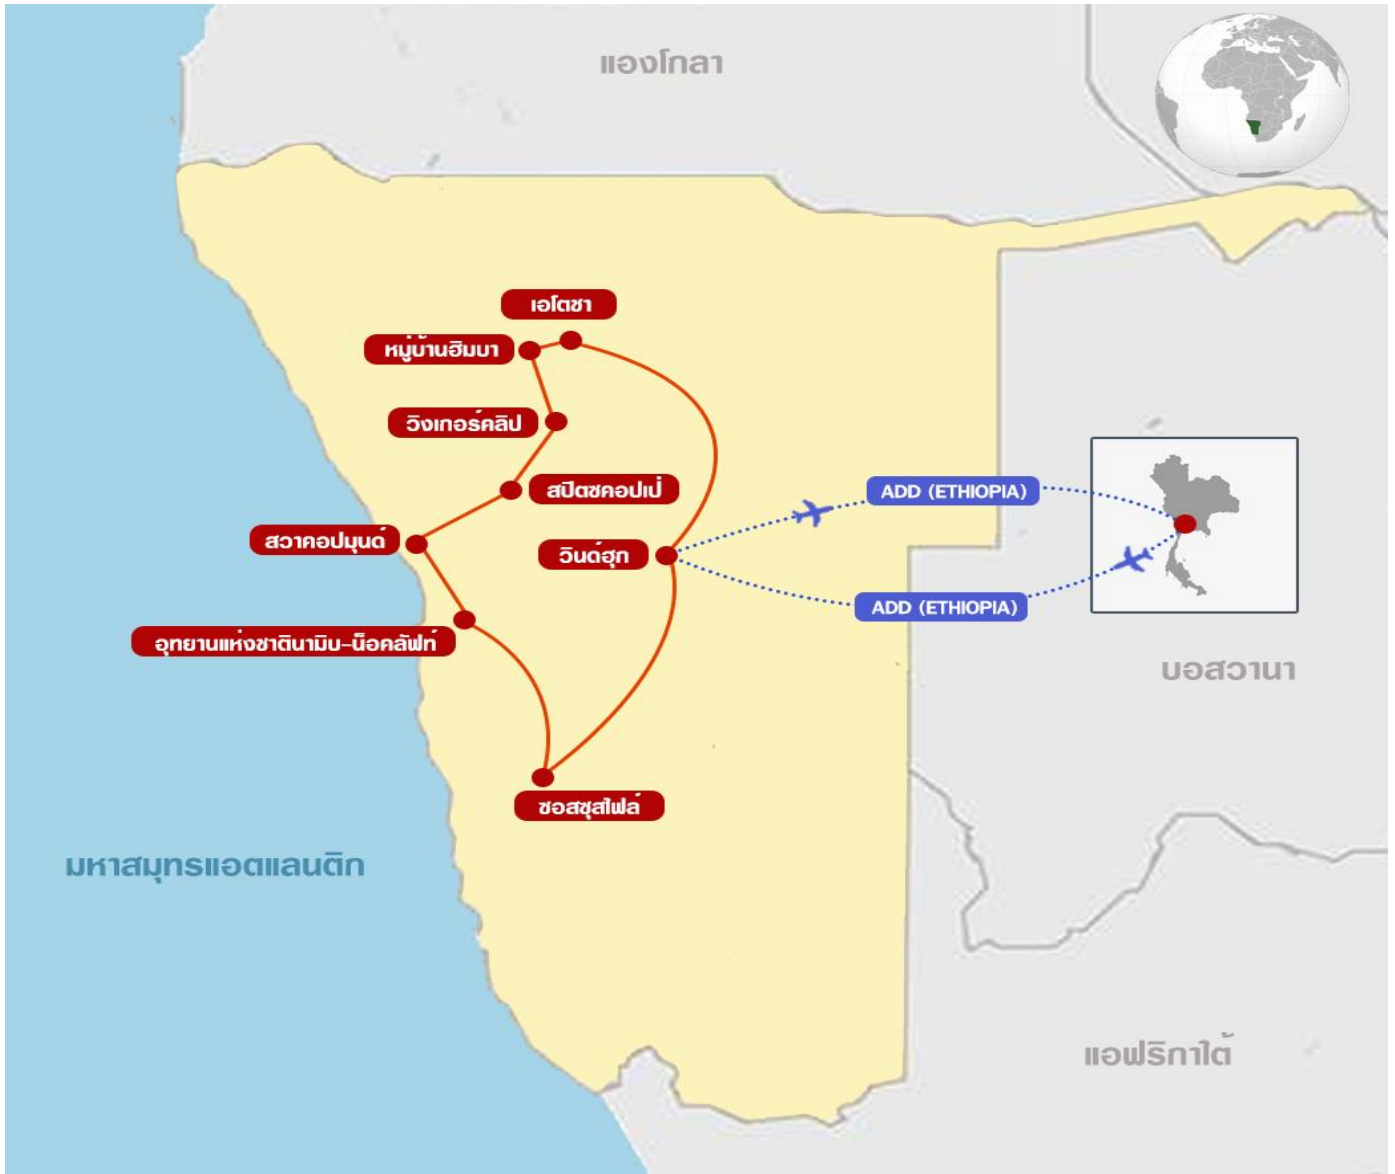 แองโกลา
เอโตชา
หมู่บ้านฮิมบา
วิงเกอร์คลิป
สปิตซคอปเป้
ADD (ETHIOPIA)
สวาคอปมุนด์
วินด์ฮุก
ADD (ETHIOPIA)
อุทยานแห่งชาตินามิบ-น็อคลัฟท์
บอสวานา
ซอสซุสไฟล์
มหาสมุทรแอตแลนติก
แอฟริกาใต้